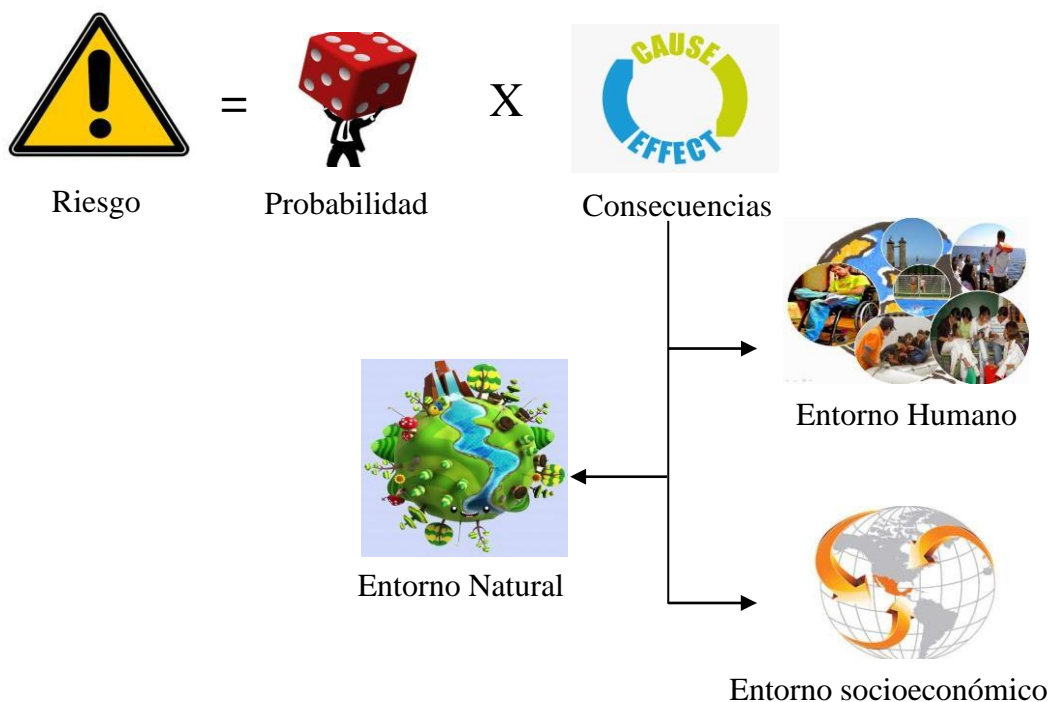 =
X
CAUSE
EFFECT
Riesgo
Probabilidad
Consecuencias
Entorno Humano
Entorno Natural
Entorno socioeconómico